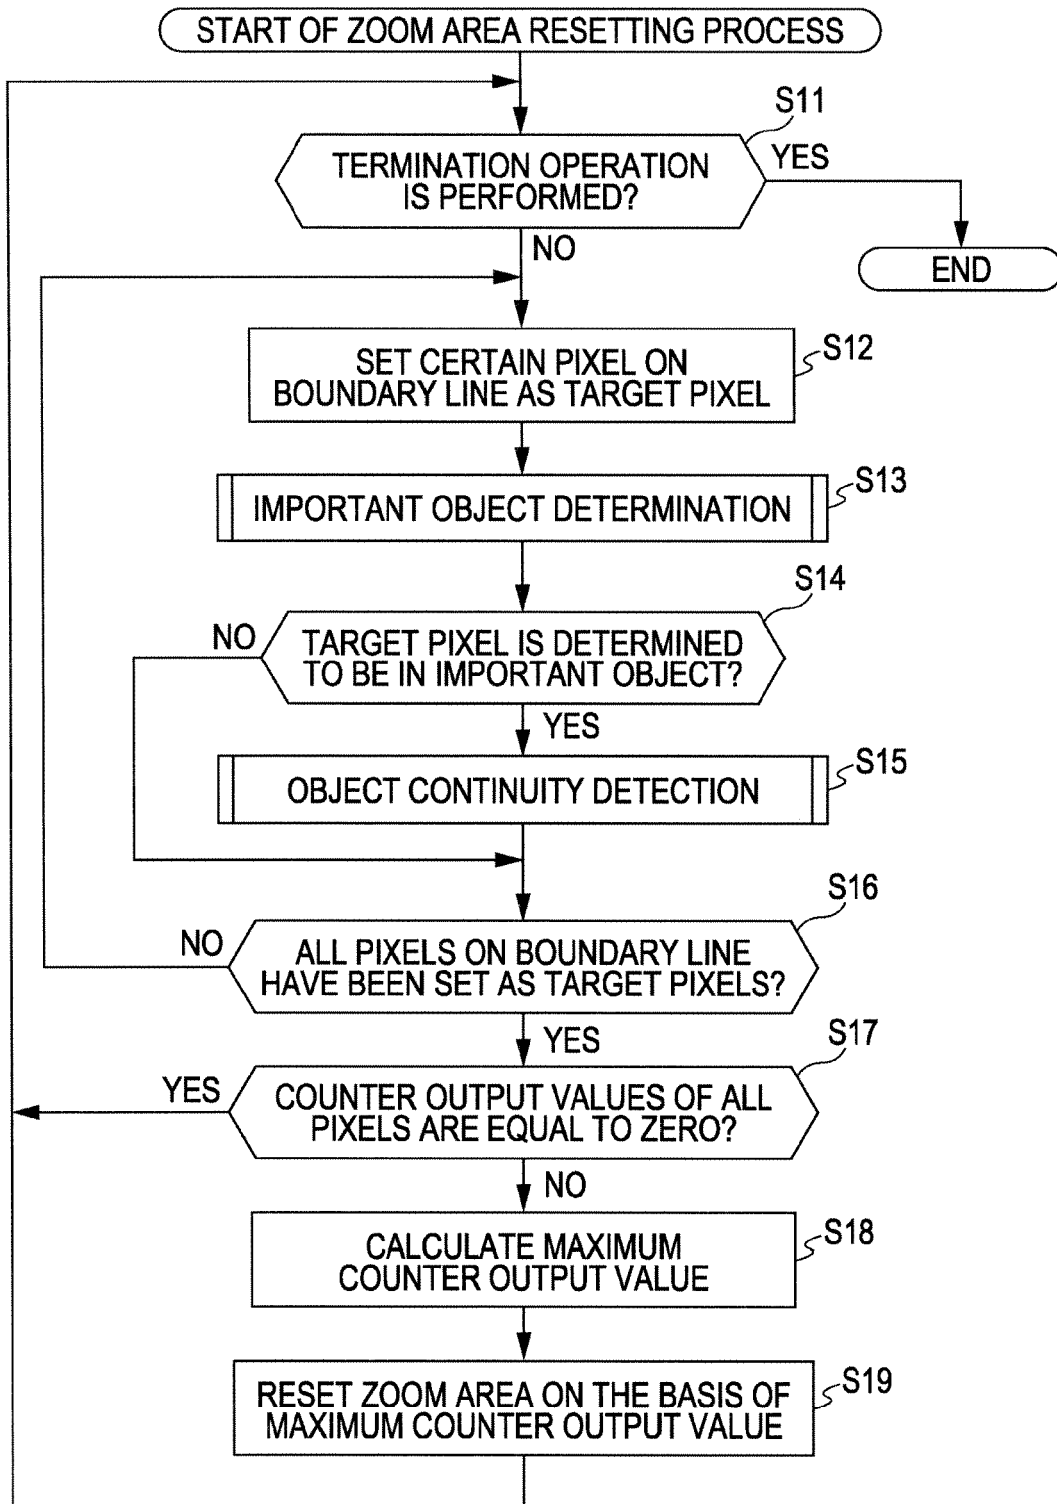 START OF ZOOM AREA RESETTING PROCESS
S11
TERMINATION OPERATION
IS PERFORMED?
YES
NO
END
SET CERTAIN PIXEL ON
BOUNDARY LINE AS TARGET PIXEL
S12
IMPORTANT OBJECT DETERMINATION
S13
S14
NO
TARGET PIXEL IS DETERMINED
TO BE IN IMPORTANT OBJECT?
YES
OBJECT CONTINUITY DETECTION
S15
S16
NO
ALL PIXELS ON BOUNDARY LINE
HAVE BEEN SET AS TARGET PIXELS?
YES
S17
YES
COUNTER OUTPUT VALUES OF ALL
PIXELS ARE EQUAL TO ZERO?
NO
CALCULATE MAXIMUM
COUNTER OUTPUT VALUE
S18
RESET ZOOM AREA ON THE BASIS OF
MAXIMUM COUNTER OUTPUT VALUE
S19